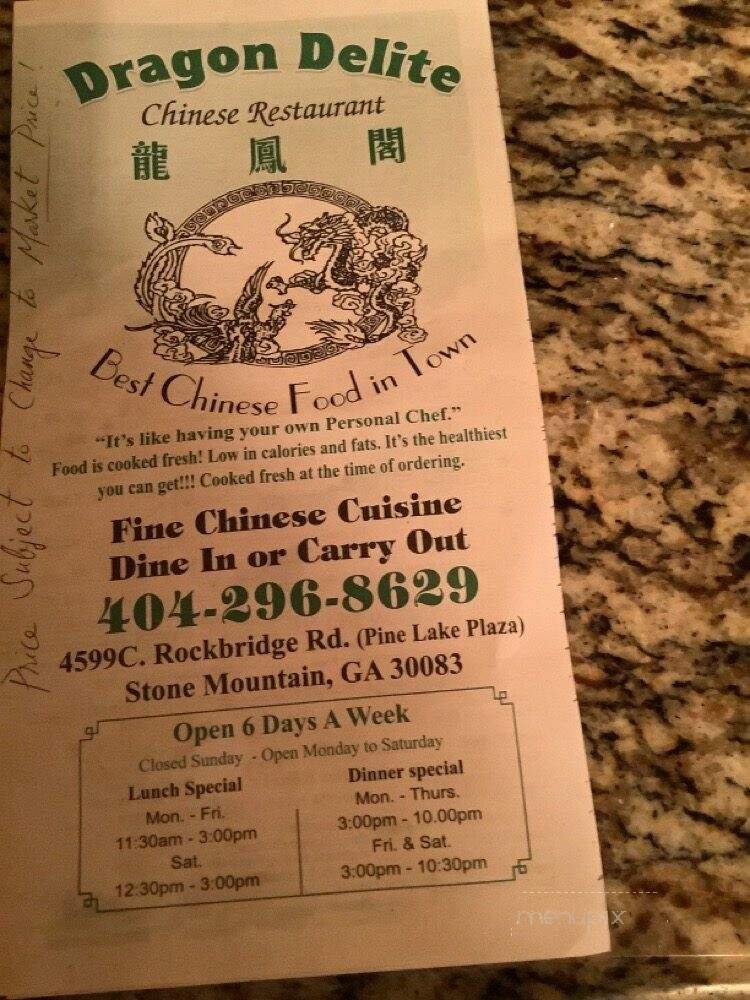 Dragon Delite
Chinese Restaurant
龍 鳳 閣
Best Chinese Food in Town
"It's like having your own Personal Chef."
Food is cooked fresh! Low in calories and fats. It's the healthiest
you can get!!! Cooked fresh at the time of ordering.
Fine Chinese Cuisine
Dine In or Carry Out
404-296-8629
4599C. Rockbridge Rd. (Pine Lake Plaza)
Stone Mountain, GA 30083
Open 6 Days A Week
Closed Sunday - Open Monday to Saturday
Lunch Special
Mon. - Fri.
11:30am - 3:00pm
Sat.
12:30pm - 3:00pm
Dinner special
Mon. - Thurs.
3:00pm - 10.00pm
Fri. & Sat.
3:00pm - 10:30pm
Price Subject to Change to Market Price!
menupix